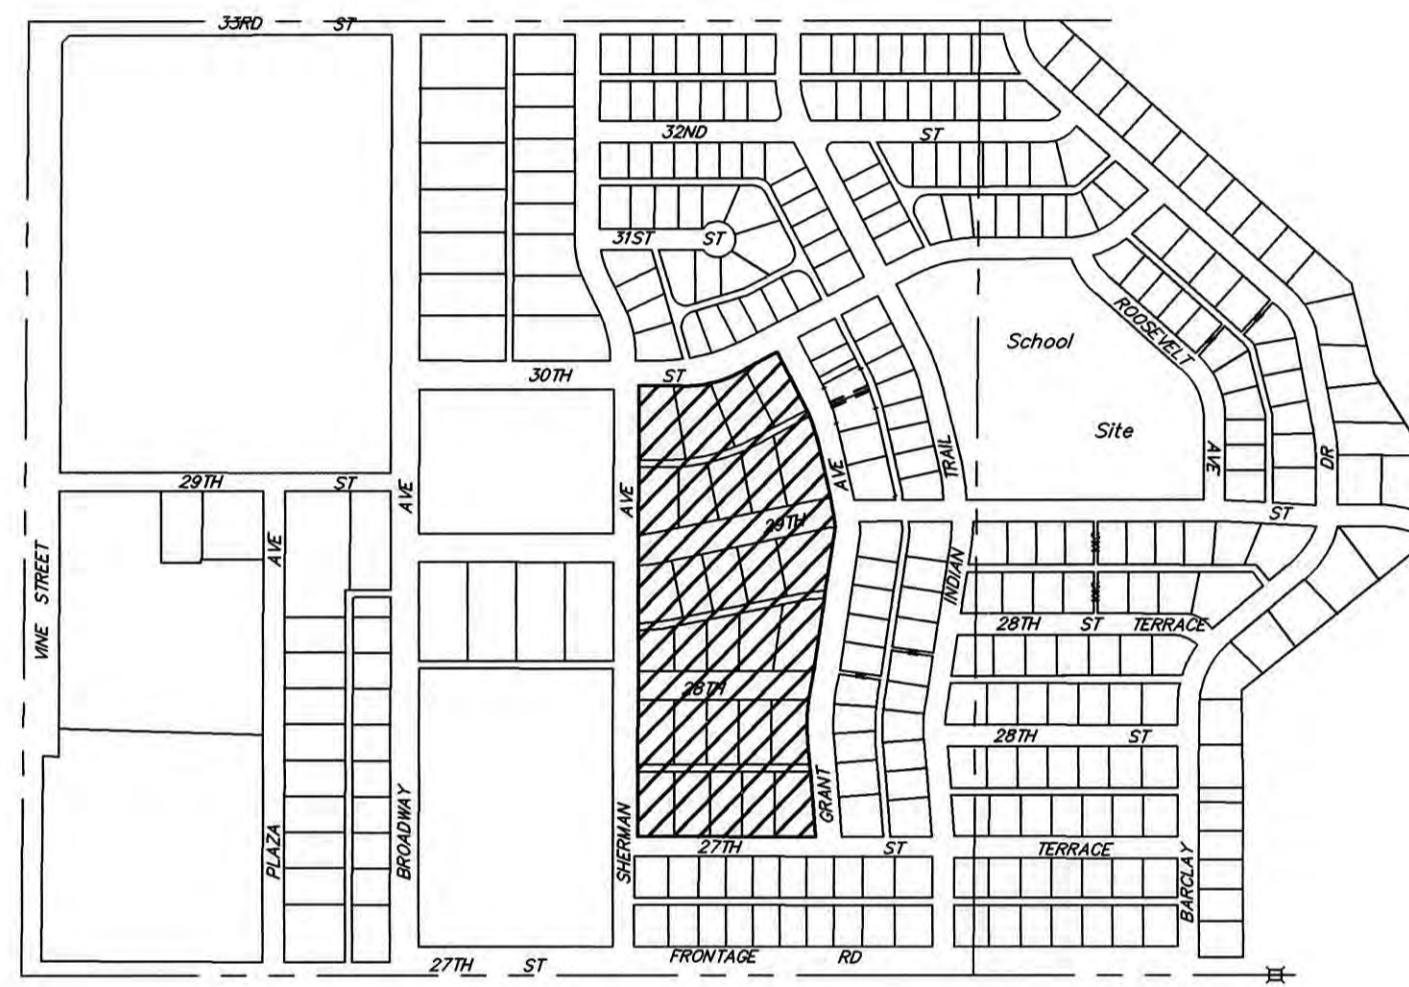 33RD ST
32ND ST
31ST ST
ROOSEVELT AVE
School
Site
30TH ST
29TH ST
AVE
AVE
AVE
AVE
TRAIL
DR
ST
29TH
VINE STREET
INDIAN
28TH ST TERRACE
28TH
28TH ST
PLAZA
BROADWAY
SHERMAN
GRANT
27TH ST TERRACE
BARCLAY
FRONTAGE RD
27TH ST